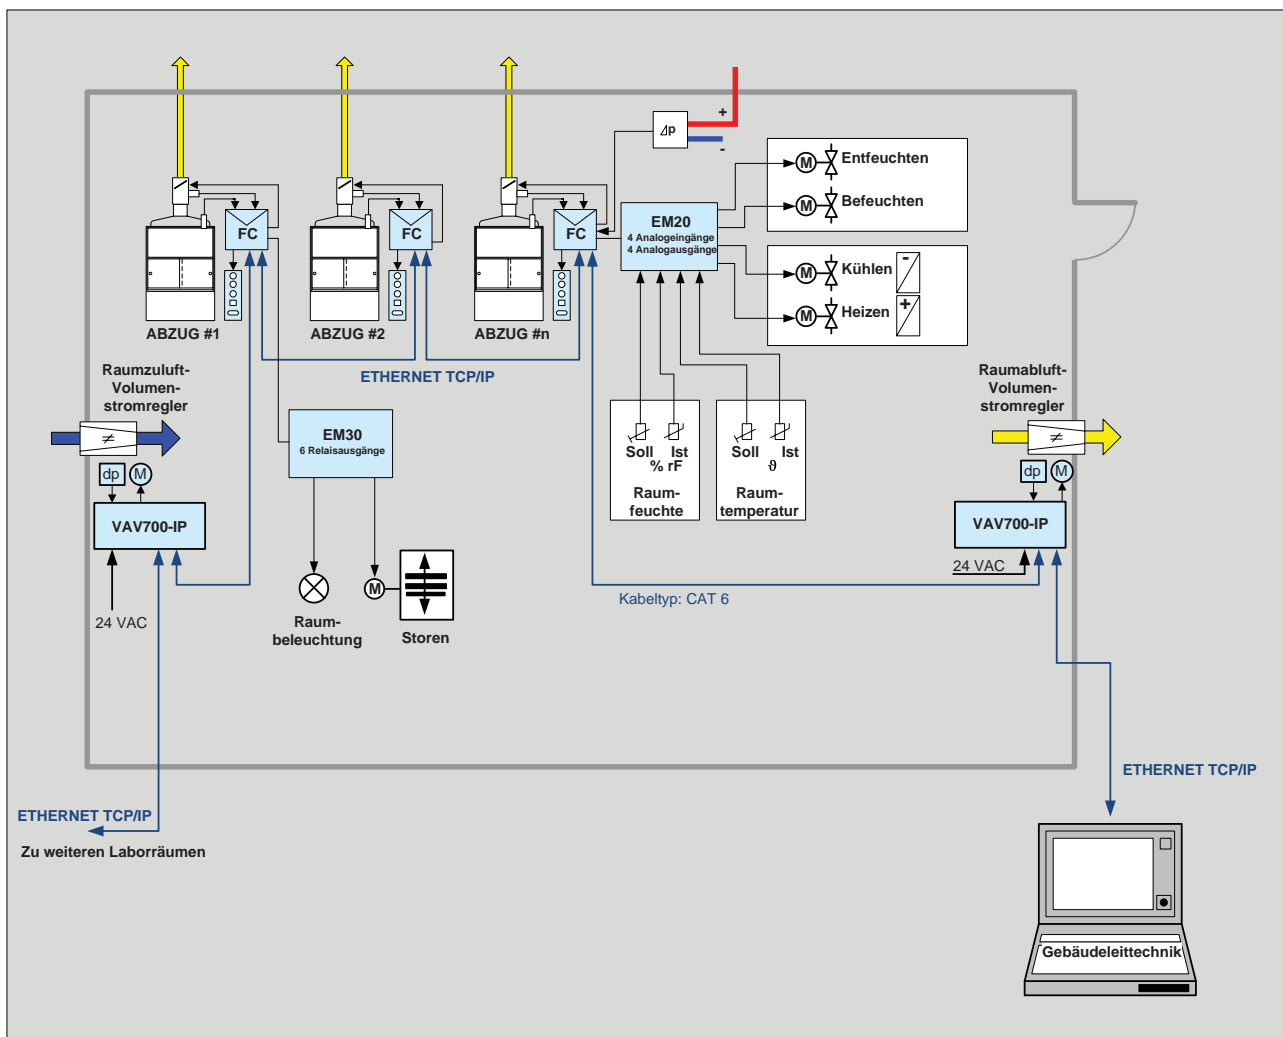 +
Δp
-
M
Entfeuchten
M
Befeuchten
FC
FC
FC
EM20
4 Analogeingänge
4 Analogausgänge
M
Kühlen
-
M
Heizen
+
ABZUG #1
ABZUG #2
ABZUG #n
ETHERNET TCP/IP
Raumzuluft-
Volumen-
stromregler
≠
dp
M
VAV700-IP
24 VAC
EM30
6 Relaisausgänge
Soll Ist
% rF
Raum-
feuchte
Soll Ist
ϑ
Raum-
temperatur
Raumabluft-
Volumen-
stromregler
≠
dp
M
VAV700-IP
24 VAC
Kabeltyp: CAT 6
M
Raum-
beleuchtung
Storen
ETHERNET TCP/IP
Zu weiteren Laborräumen
ETHERNET TCP/IP
Gebäudeleittechnik